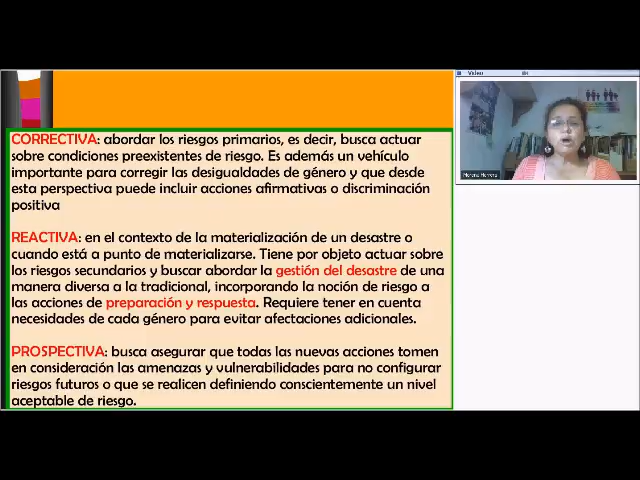 Video
CORRECTIVA: abordar los riesgos primarios, es decir, busca actuar
sobre condiciones preexistentes de riesgo. Es además un vehículo
importante para corregir las desigualdades de género y que desde
esta perspectiva puede incluir acciones afirmativas o discriminación
positiva
REACTIVA: en el contexto de la materialización de un desastre o
cuando está a punto de materializarse. Tiene por objeto actuar sobre
los riesgos secundarios y buscar abordar la gestión del desastre de una
manera diversa a la tradicional, incorporando la noción de riesgo a
las acciones de preparación y respuesta. Requiere tener en cuenta
necesidades de cada género para evitar afectaciones adicionales.
PROSPECTIVA: busca asegurar que todas las nuevas acciones tomen
en consideración las amenazas y vulnerabilidades para no configurar
riesgos futuros o que se realicen definiendo conscientemente un nivel
aceptable de riesgo.
Morena Herrera